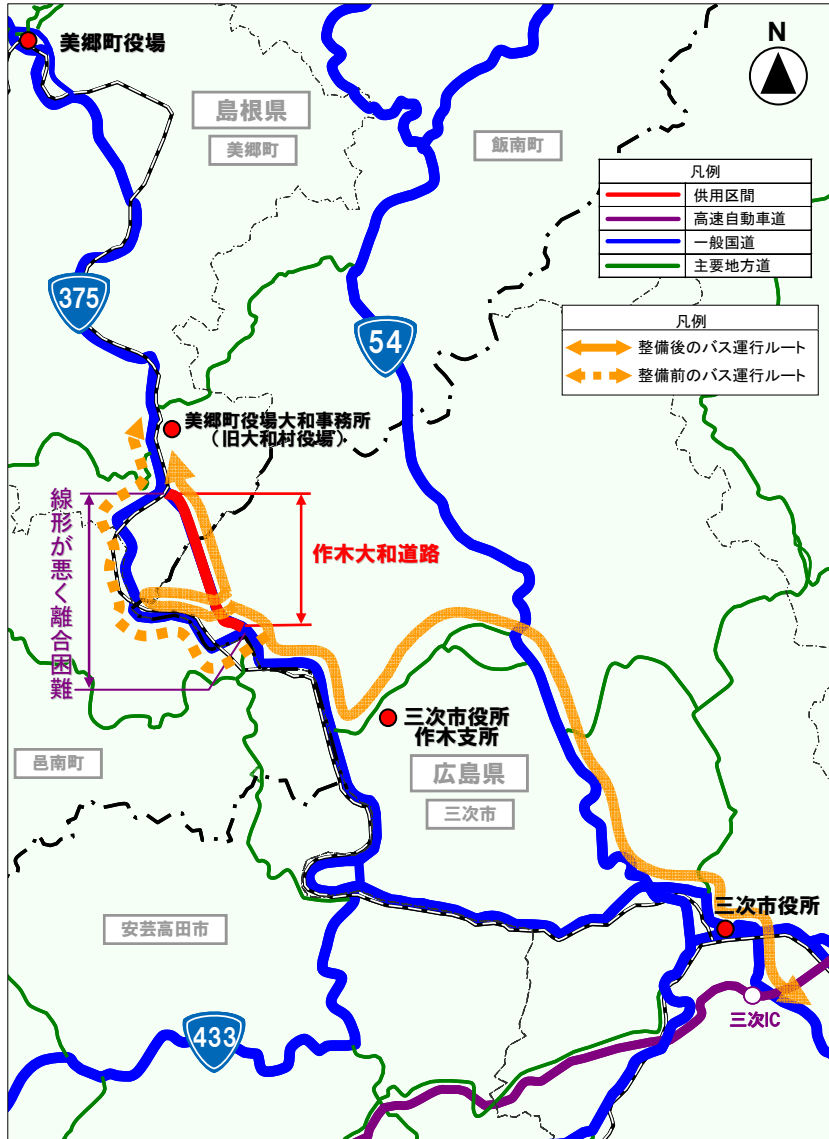 美郷町役場
N
島根県
美郷町
飯南町
凡例
供用区間
高速自動車道
一般国道
主要地方道
375
54
凡例
整備後のバス運行ルート
整備前のバス運行ルート
美郷町役場大和事務所
(旧大和村役場)
線形が悪く離合困難
作木大和道路
三次市役所
作木支所
広島県
三次市
邑南町
安芸高田市
三次市役所
三次IC
433